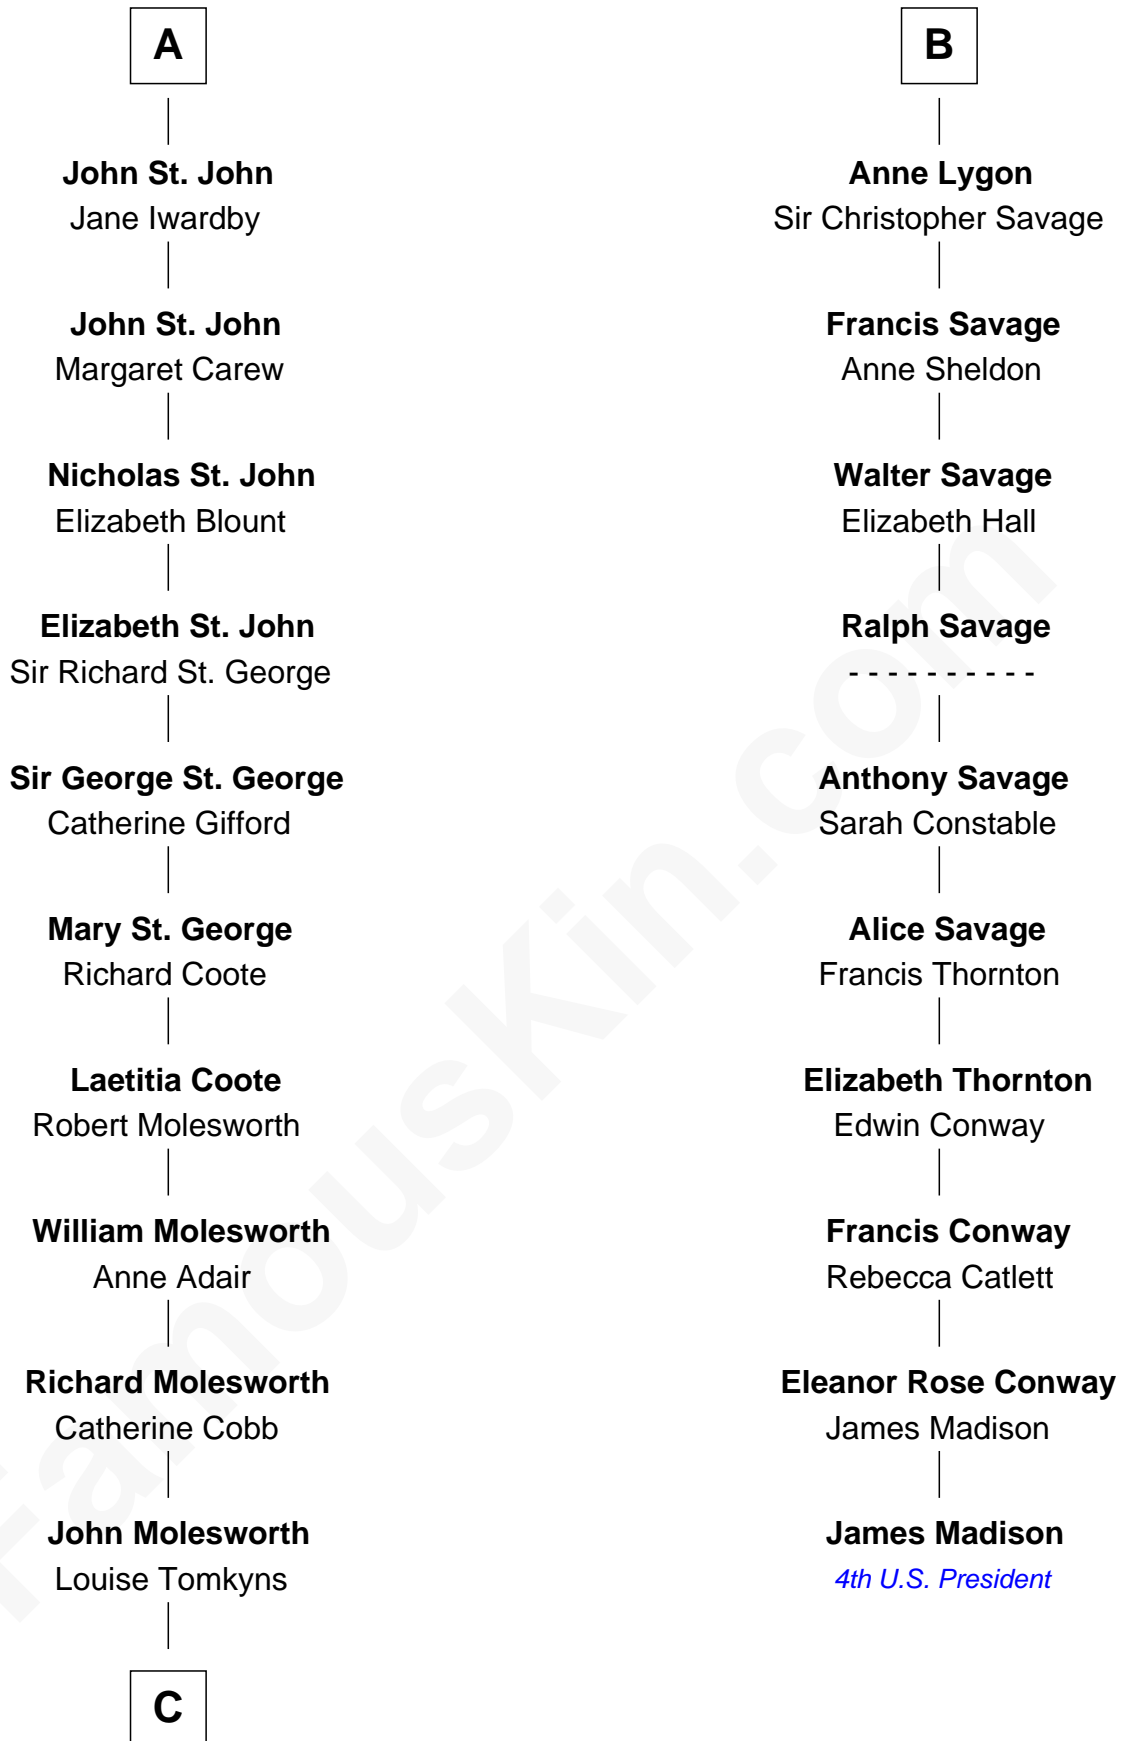 A
John St. John
Jane Iwardby
John St. John
Margaret Carew
Nicholas St. John
Elizabeth Blount
Elizabeth St. John
Sir Richard St. George
Sir George St. George
Catherine Gifford
Mary St. George
Richard Coote
Laetitia Coote
Robert Molesworth
William Molesworth
Anne Adair
Richard Molesworth
Catherine Cobb
John Molesworth
Louise Tomkyns
C
B
Anne Lygon
Sir Christopher Savage
Francis Savage
Anne Sheldon
Walter Savage
Elizabeth Hall
Ralph Savage
- - - - - - - - - -
Anthony Savage
Sarah Constable
Alice Savage
Francis Thornton
Elizabeth Thornton
Edwin Conway
Francis Conway
Rebecca Catlett
Eleanor Rose Conway
James Madison
James Madison
4th U.S. President
FamousKin.com